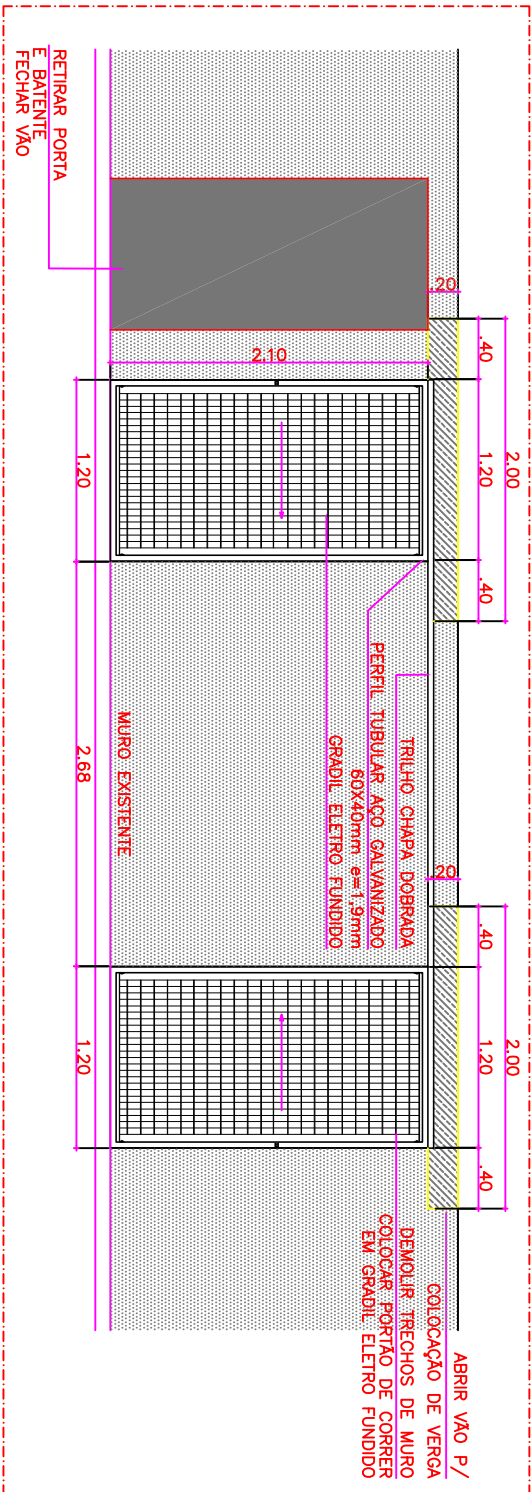 ABRIR VÃO P/
COLOCAÇÃO DE VERGA
DEMOLIR TRECHOS DE MURO
COLOCAR PORTÃO DE CORRER
EM GRADIL ELETRO FUNDIDO
2.00
2.00
.40
1.20
.40
.40
1.20
.40
.20
.20
TRILHO CHAPA DOBRADA
PERFIL TUBULAR AÇO GALVANIZADO
60X40mm e=1,9mm
GRADIL ELETRO FUNDIDO
2.10
MURO EXISTENTE
1.20
2.68
1.20
RETIRAR PORTA
E BATENTE
FECHAR VÃO